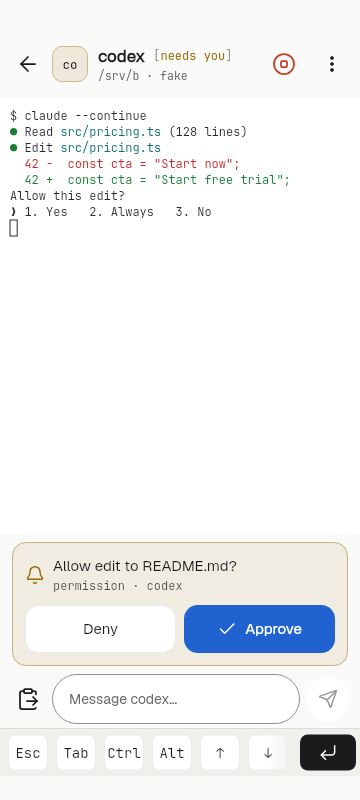 co
codex [needs you]
/srv/b · fake
$ claude --continue
● Read src/pricing.ts (128 lines)
● Edit src/pricing.ts
42 -  const cta = "Start now";
42 +  const cta = "Start free trial";
Allow this edit?
❯ 1. Yes   2. Always   3. No
Allow edit to README.md?
permission · codex
Deny
Approve
Message codex…
Esc Tab Ctrl Alt ↑ ↓